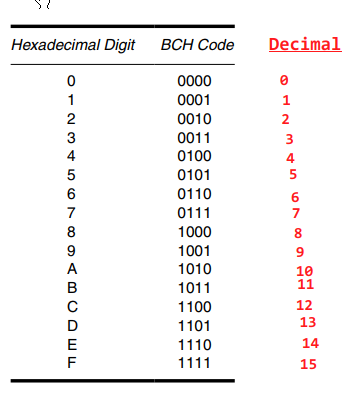 Hexadecimal Digit BCH Code Decimal
0 0000 0
1 0001 1
2 0010 2
3 0011 3
4 0100 4
5 0101 5
6 0110 6
7 0111 7
8 1000 8
9 1001 9
A 1010 10
B 1011 11
C 1100 12
D 1101 13
E 1110 14
F 1111 15